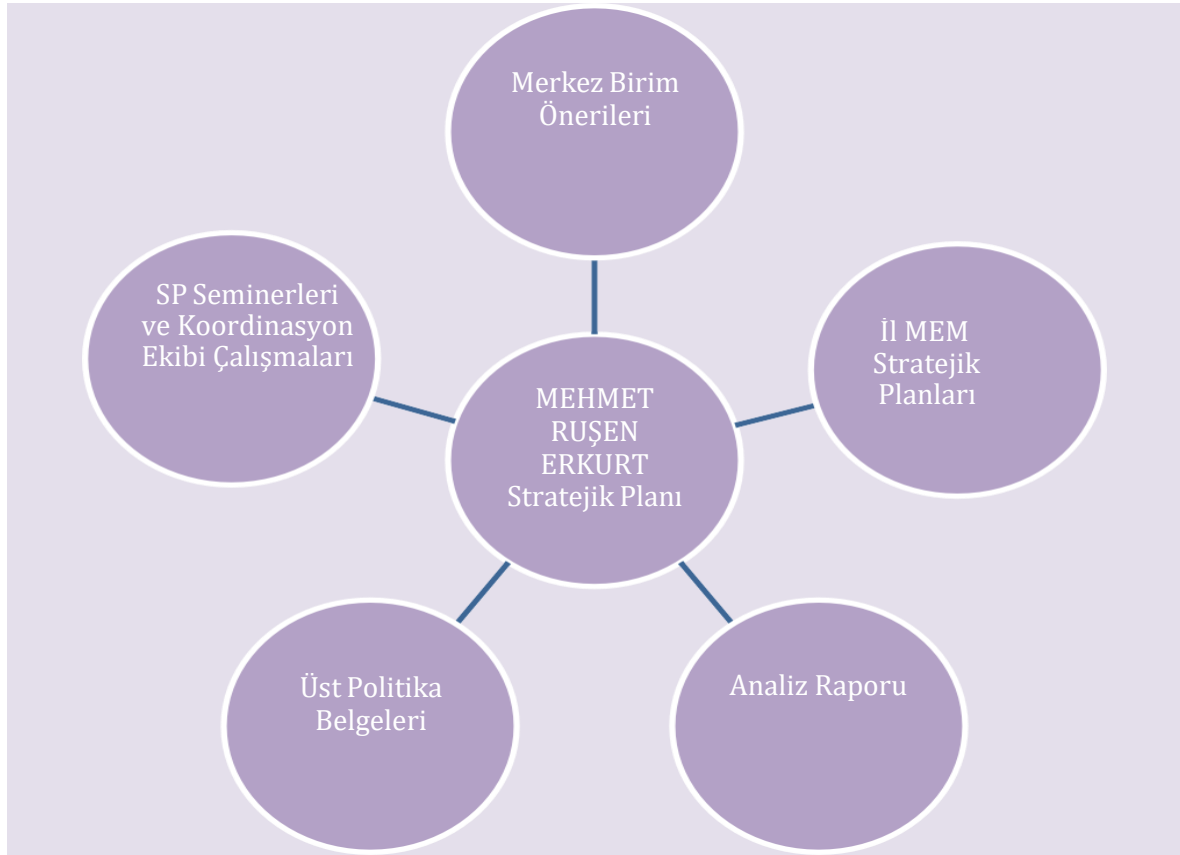 Merkez Birim
Önerileri
SP Seminerleri
ve Koordinasyon
Ekibi Çalışmaları
İl MEM
Stratejik
Planları
MEHMET
RUŞEN
ERKURT
Stratejik Planı
Üst Politika
Belgeleri
Analiz Raporu